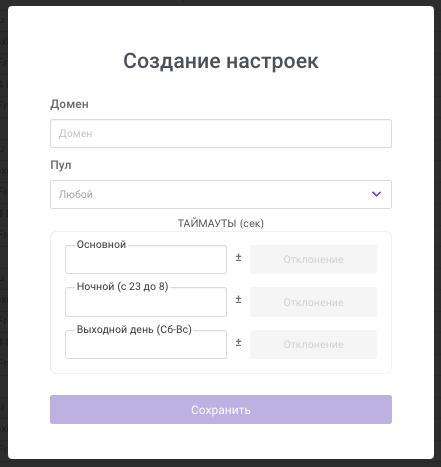 Создание настроек
Домен
Домен
Пул
Любой
ТАЙМАУТЫ (сек)
Основной
± Отклонение
Ночной (с 23 до 8)
± Отклонение
Выходной день (Сб-Вс)
± Отклонение
Сохранить